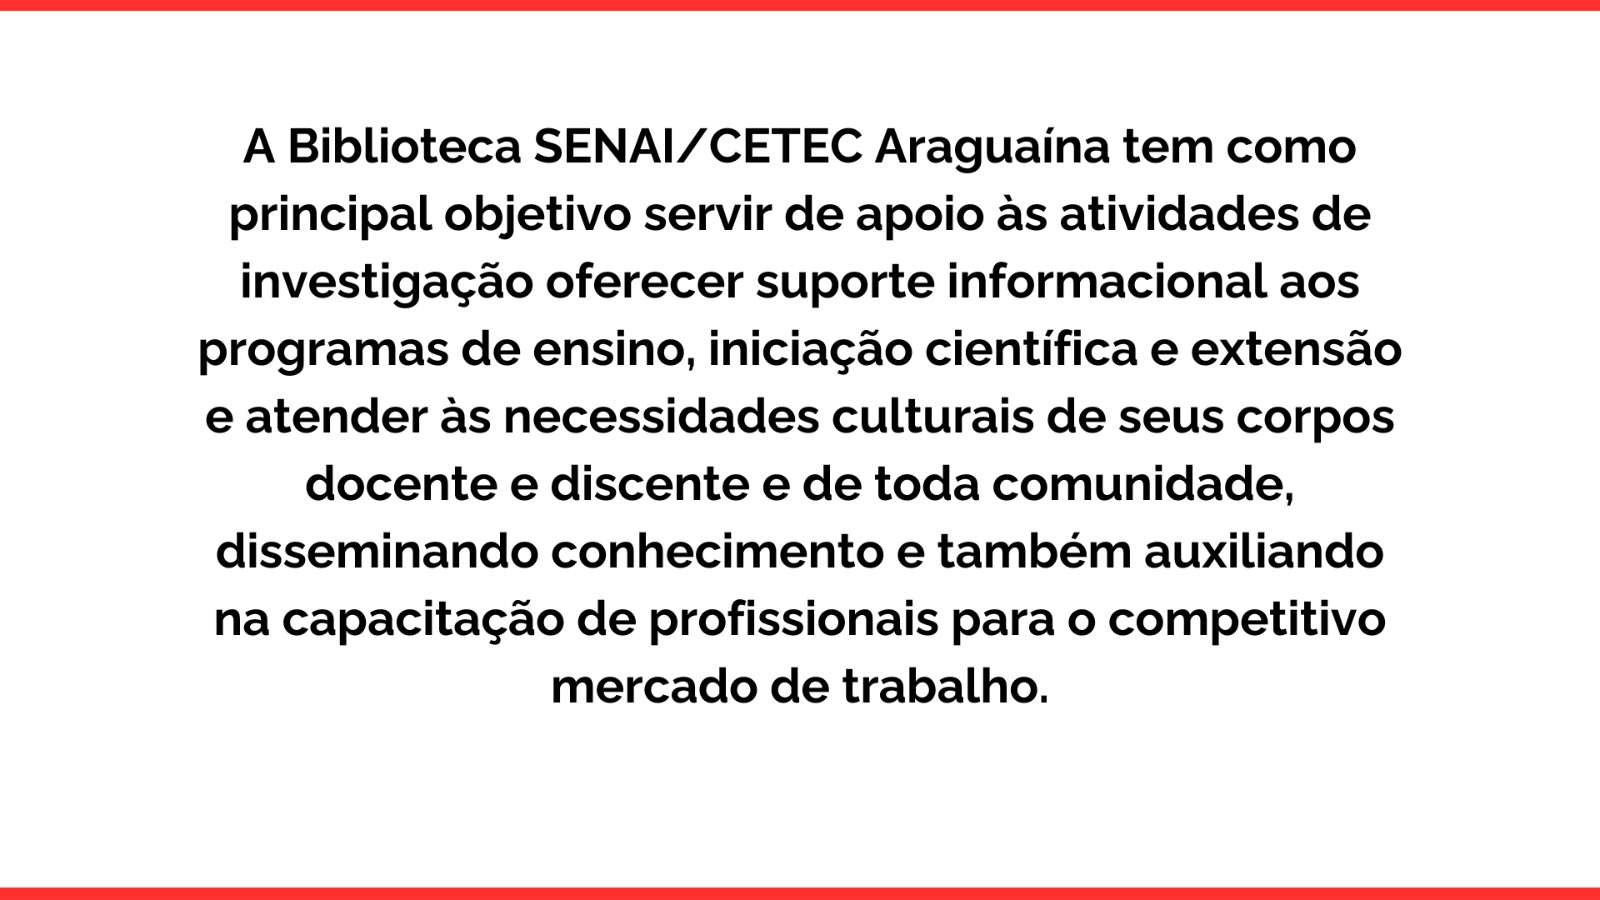 A Biblioteca SENAI/CETEC Araguaína tem como
principal objetivo servir de apoio às atividades de
investigação oferecer suporte informacional aos
programas de ensino, iniciação científica e extensão
e atender às necessidades culturais de seus corpos
docente e discente e de toda comunidade,
disseminando conhecimento e também auxiliando
na capacitação de profissionais para o competitivo
mercado de trabalho.